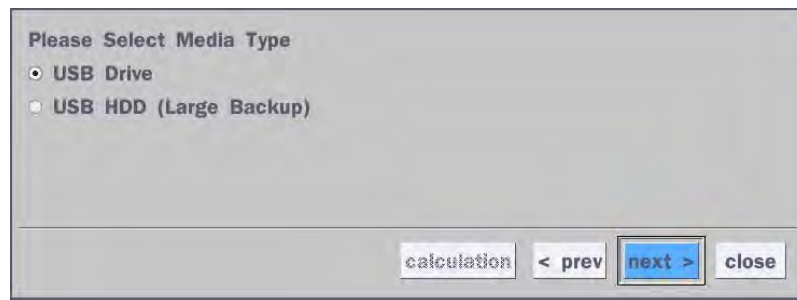 Please Select Media Type
USB Drive
USB HDD (Large Backup)
calculation < prev next > close